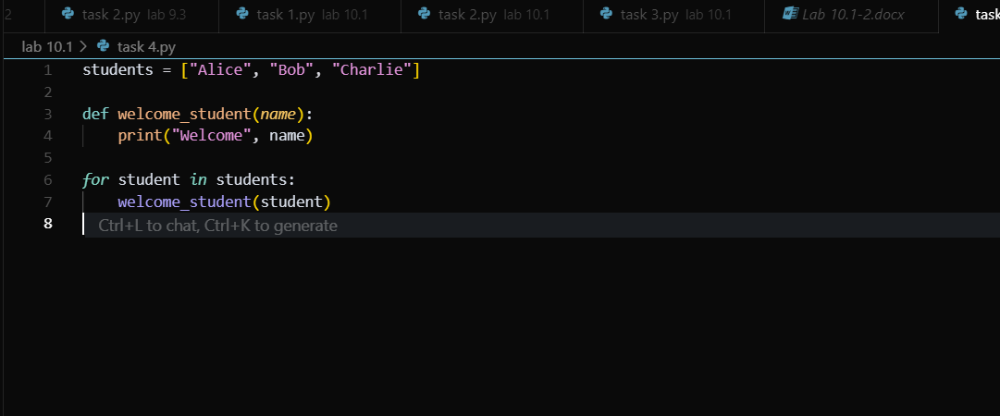 2 task 2.py lab 9.3 task 1.py lab 10.1 task 2.py lab 10.1 task 3.py lab 10.1 Lab 10.1-2.docx
lab 10.1 > task 4.py
1 students = ["Alice", "Bob", "Charlie"]
2
3 def welcome_student(name):
4 print("Welcome", name)
5
6 for student in students:
7 welcome_student(student)
8 Ctrl+L to chat, Ctrl+K to generate